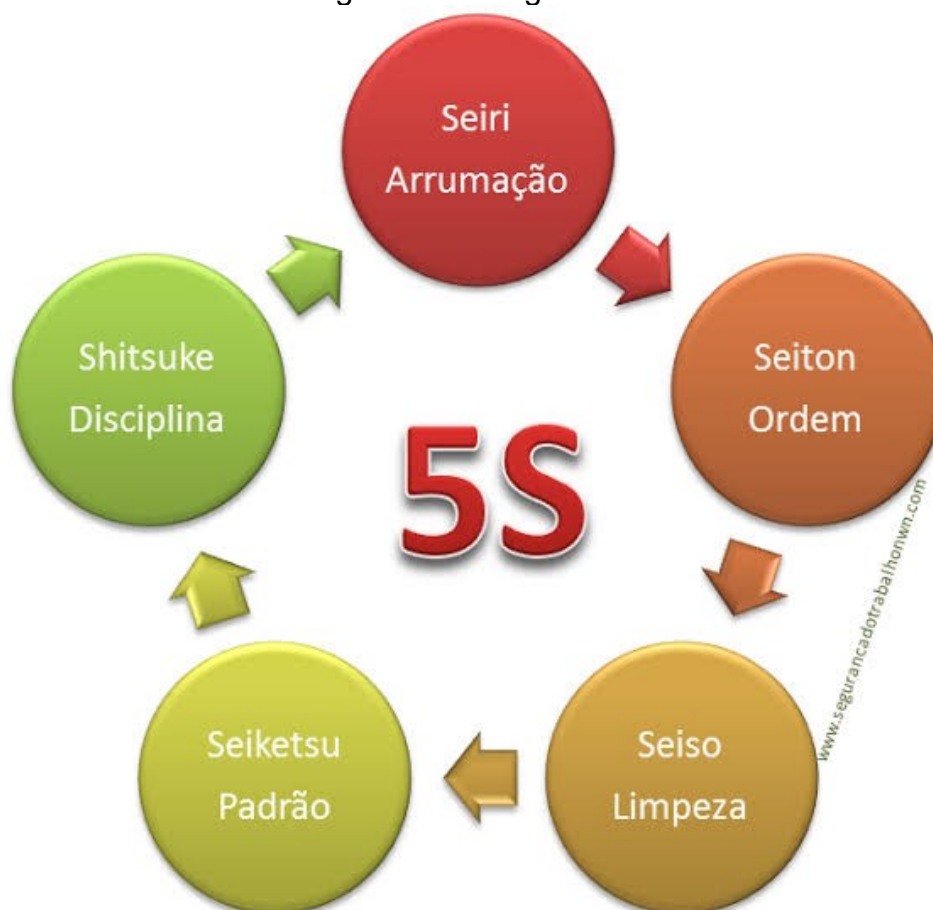 Seiri
Arrumação
Seiton
Ordem
Seiso
Limpeza
Seiketsu
Padrão
Shitsuke
Disciplina
5S
www.segurancadotrabalhonwn.com